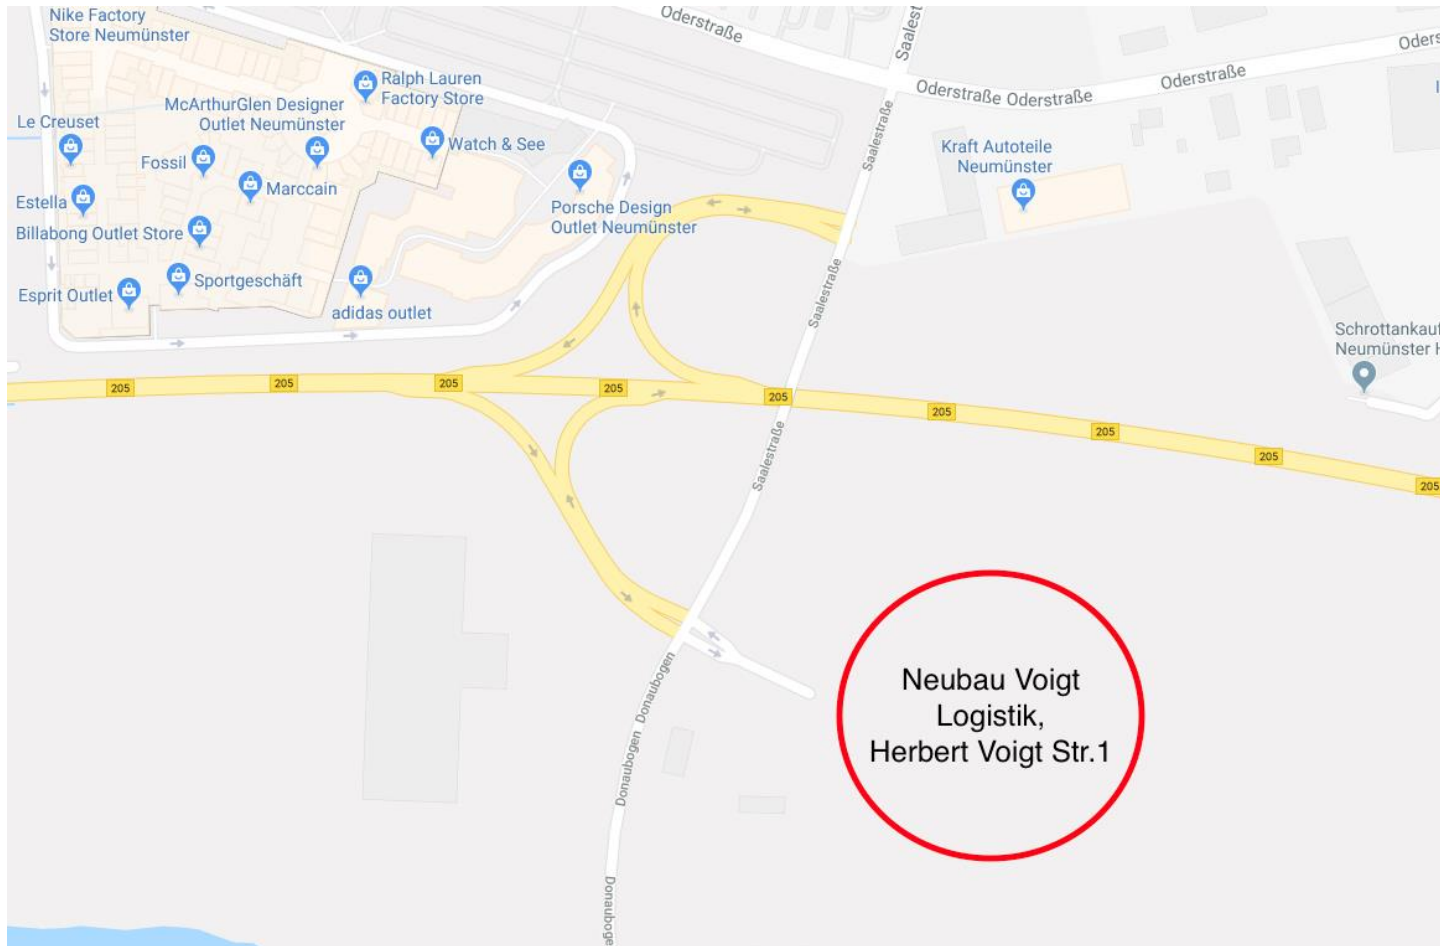 Nike Factory
Store Neumünster
Oderstraße
Saalest
Oders
Ralph Lauren
Factory Store
Oderstraße Oderstraße
Oderstraße
McArthurGlen Designer
Outlet Neumünster
Le Creuset
Watch & See
Saalestraße
Kraft Autoteile
Neumünster
Fossil
Marccain
Estella
Porsche Design
Outlet Neumünster
Billabong Outlet Store
Sportgeschäft
Esprit Outlet
adidas outlet
Saalestraße
Schrottankauf
Neumünster H
205
205
205
205
205
205
205
205
205
Saalestraße
Neubau Voigt
Logistik,
Herbert Voigt Str.1
Donaubogen
Donaubogen
Donauboge